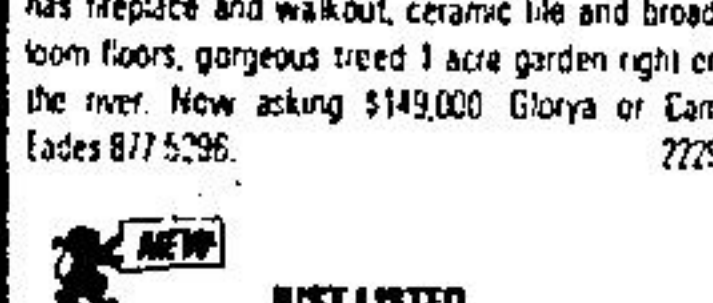 has fireplace and walkout, ceramic tile and broad
loom floors, gorgeous treed 1 acre garden right on
the river. Now asking $149,000 Glorya or
Eades 877 5296.
NEW
JUST LISTED